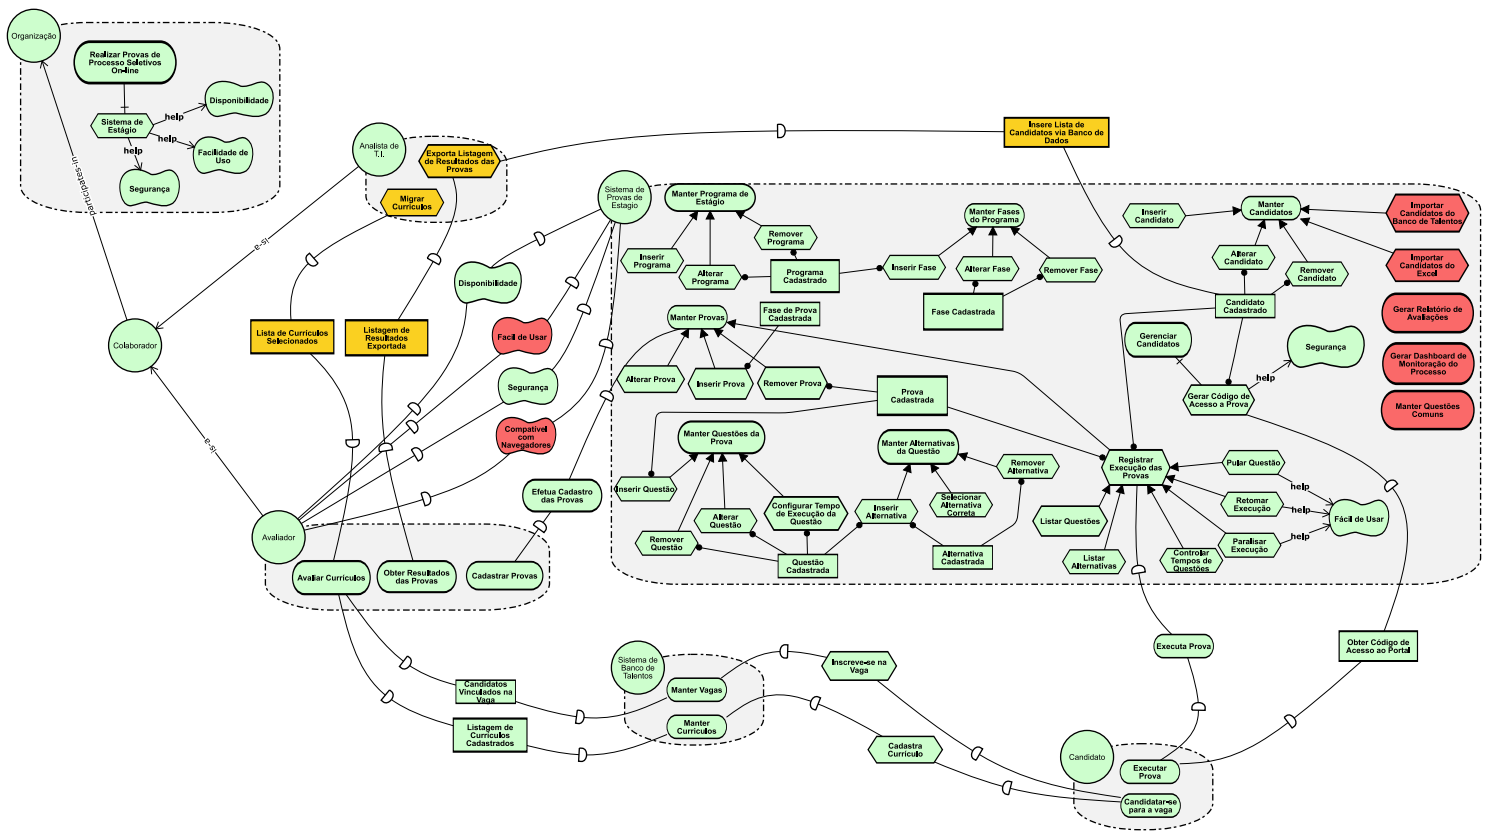 Organização
Realizar Provas de
Processo Seletivos
On-line
Sistema de
Estágio
help
help
help
Disponibilidade
Facilidade de
Uso
Segurança
participates-in
is-a
is-a
Colaborador
Analista de
T.I.
Exporta Listagem
de Resultados das
Provas
Migrar
Currículos
Insere Lista de
Candidatos via Banco de
Dados
Sistema de
Provas de
Estagio
Disponibilidade
Facil de Usar
Segurança
Compatível
com
Navegadores
Lista de Currículos
Selecionados
Listagem de
Resultados
Exportada
Efetua Cadastro
das Provas
Avaliador
Avaliar Currículos
Obter Resultados
das Provas
Cadastrar Provas
Manter Programa de
Estágio
Inserir
Programa
Alterar
Programa
Remover
Programa
Programa
Cadastrado
Manter Fases
do Programa
Inserir Fase
Alterar Fase
Remover Fase
Fase Cadastrada
Manter Provas
Fase de Prova
Cadastrada
Alterar Prova
Inserir Prova
Remover Prova
Prova
Cadastrada
Manter Questões da
Prova
Inserir Questão
Remover
Questão
Alterar
Questão
Configurar Tempo
de Execução da
Questão
Questão
Cadastrada
Manter Alternativas
da Questão
Inserir
Alternativa
Selecionar
Alternativa
Correta
Remover
Alternativa
Alternativa
Cadastrada
Inserir
Candidato
Manter
Candidatos
Alterar
Candidato
Remover
Candidato
Candidato
Cadastrado
Importar
Candidatos do
Banco de Talentos
Importar
Candidatos do
Excel
Gerar Relatório de
Avaliações
Gerar Dashboard de
Monitoração do
Processo
Manter Questões
Comuns
Gerenciar
Candidatos
Gerar Código de
Acesso a Prova
help
Segurança
Registrar
Execução das
Provas
Listar Questões
Listar
Alternativas
Controlar
Tempos de
Questões
Pular Questão
Retomar
Execução
Paralisar
Execução
help
help
help
Fácil de Usar
Executa Prova
Obter Código de
Acesso ao Portal
Candidatos
Vinculados na
Vaga
Listagem de
Currículos
Cadastrados
Sistema de
Banco de
Talentos
Manter Vagas
Manter
Currículos
Inscreve-se na
Vaga
Cadastra
Currículo
Candidato
Executar
Prova
Candidatar-se
para a vaga